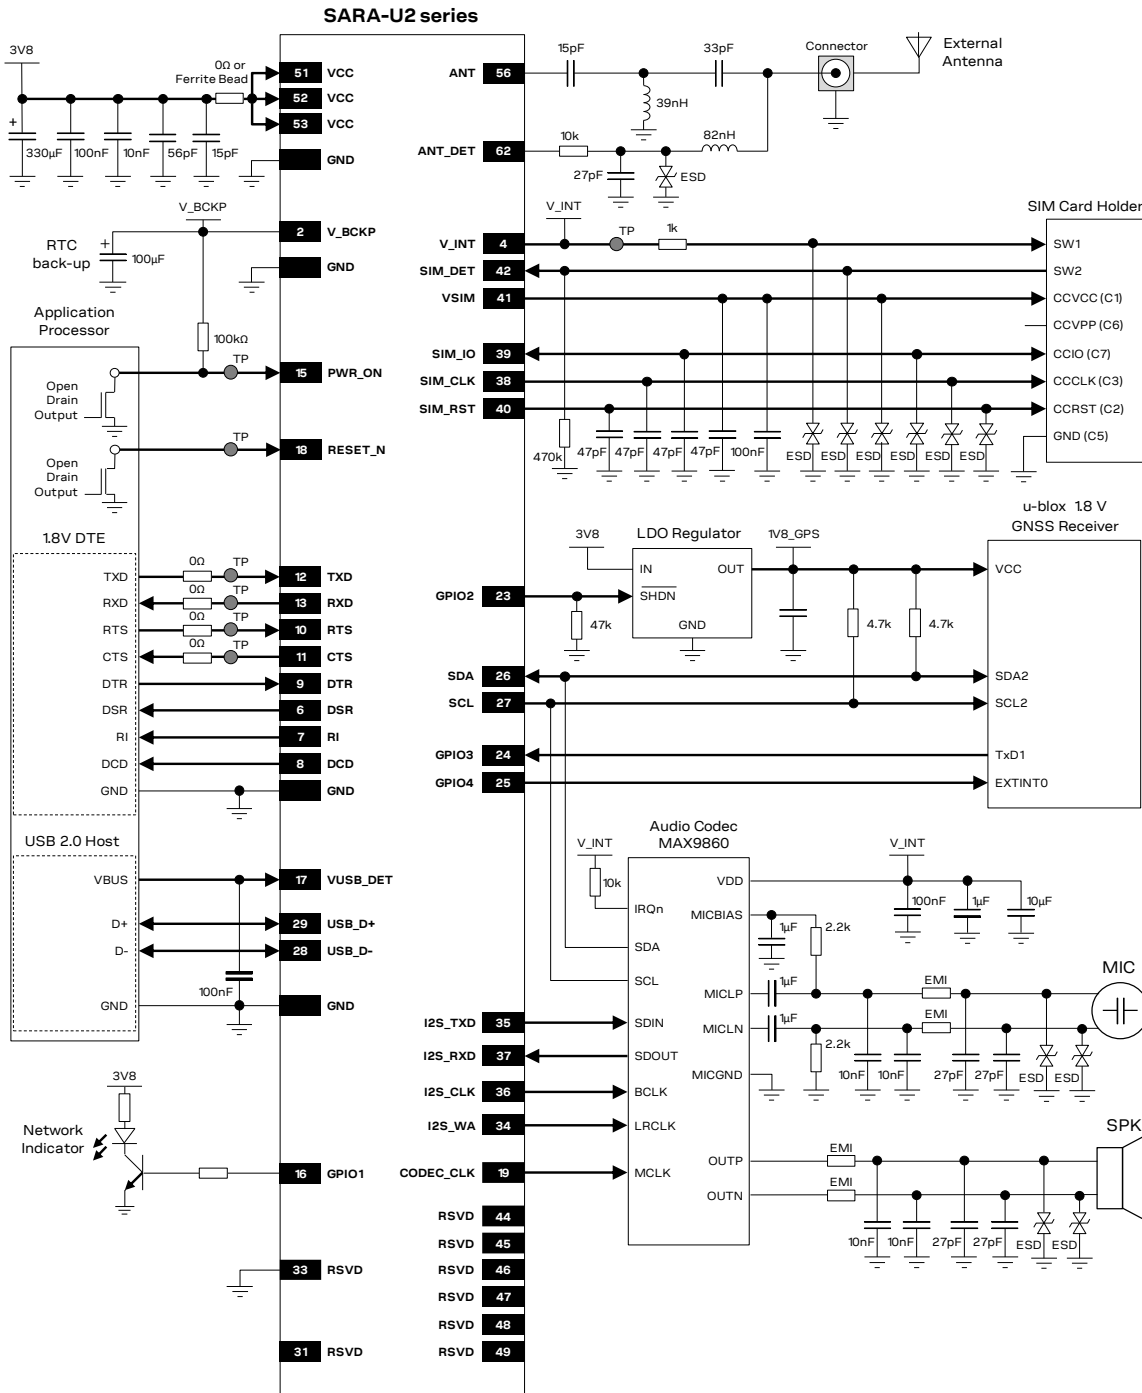 SARA-U2 series
3V8
0Ω or
Ferrite Bead
+
330µF
100nF
10nF
56pF
15pF
51 VCC
52 VCC
53 VCC
GND
V_BCKP
2 V_BCKP
GND
RTC
back-up
+
100µF
Application
Processor
100kΩ
TP
15 PWR_ON
Open
Drain
Output
TP
18 RESET_N
Open
Drain
Output
1.8V DTE
TXD 0Ω TP 12 TXD
RXD 0Ω TP 13 RXD
RTS 0Ω TP 10 RTS
CTS 0Ω TP 11 CTS
DTR 9 DTR
DSR 6 DSR
RI 7 RI
DCD 8 DCD
GND GND
USB 2.0 Host
VBUS 17 VUSB_DET
D+ 29 USB_D+
D- 28 USB_D-
100nF
GND GND
3V8
Network
Indicator
16 GPIO1
33 RSVD
31 RSVD
ANT 56
15pF
33pF
39nH
Connector
External
Antenna
ANT_DET 62
10k
82nH
27pF
ESD
V_INT
TP
1k
SIM Card Holder
V_INT 4 SW1
SIM_DET 42 SW2
VSIM 41 CCVCC (C1)
CCVPP (C6)
SIM_IO 39 CCIO (C7)
SIM_CLK 38 CCCLK (C3)
SIM_RST 40 CCRST (C2)
GND (C5)
470k
47pF
47pF
47pF
47pF
100nF
ESD
ESD
ESD
ESD
ESD
ESD
u-blox 1.8 V
GNSS Receiver
3V8
LDO Regulator
1V8_GPS
IN
OUT
SHDN
GND
VCC
GPIO2 23
47k
4.7k
4.7k
SDA 26 SDA2
SCL 27 SCL2
GPIO3 24 TxD1
GPIO4 25 EXTINT0
Audio Codec
MAX9860
V_INT
10k
IRQn
SDA
SCL
VDD
MICBIAS
V_INT
100nF
1µF
10µF
1µF
2.2k
MICLP
1µF
EMI
MIC
MICLN
1µF
EMI
2.2k
MICGND
10nF
10nF
27pF
27pF
ESD
ESD
I2S_TXD 35 SDIN
I2S_RXD 37 SDOUT
I2S_CLK 36 BCLK
I2S_WA 34 LRCLK
CODEC_CLK 19 MCLK
SPK
OUTP
EMI
OUTN
EMI
10nF
10nF
27pF
27pF
ESD
ESD
RSVD 44
RSVD 45
RSVD 46
RSVD 47
RSVD 48
RSVD 49